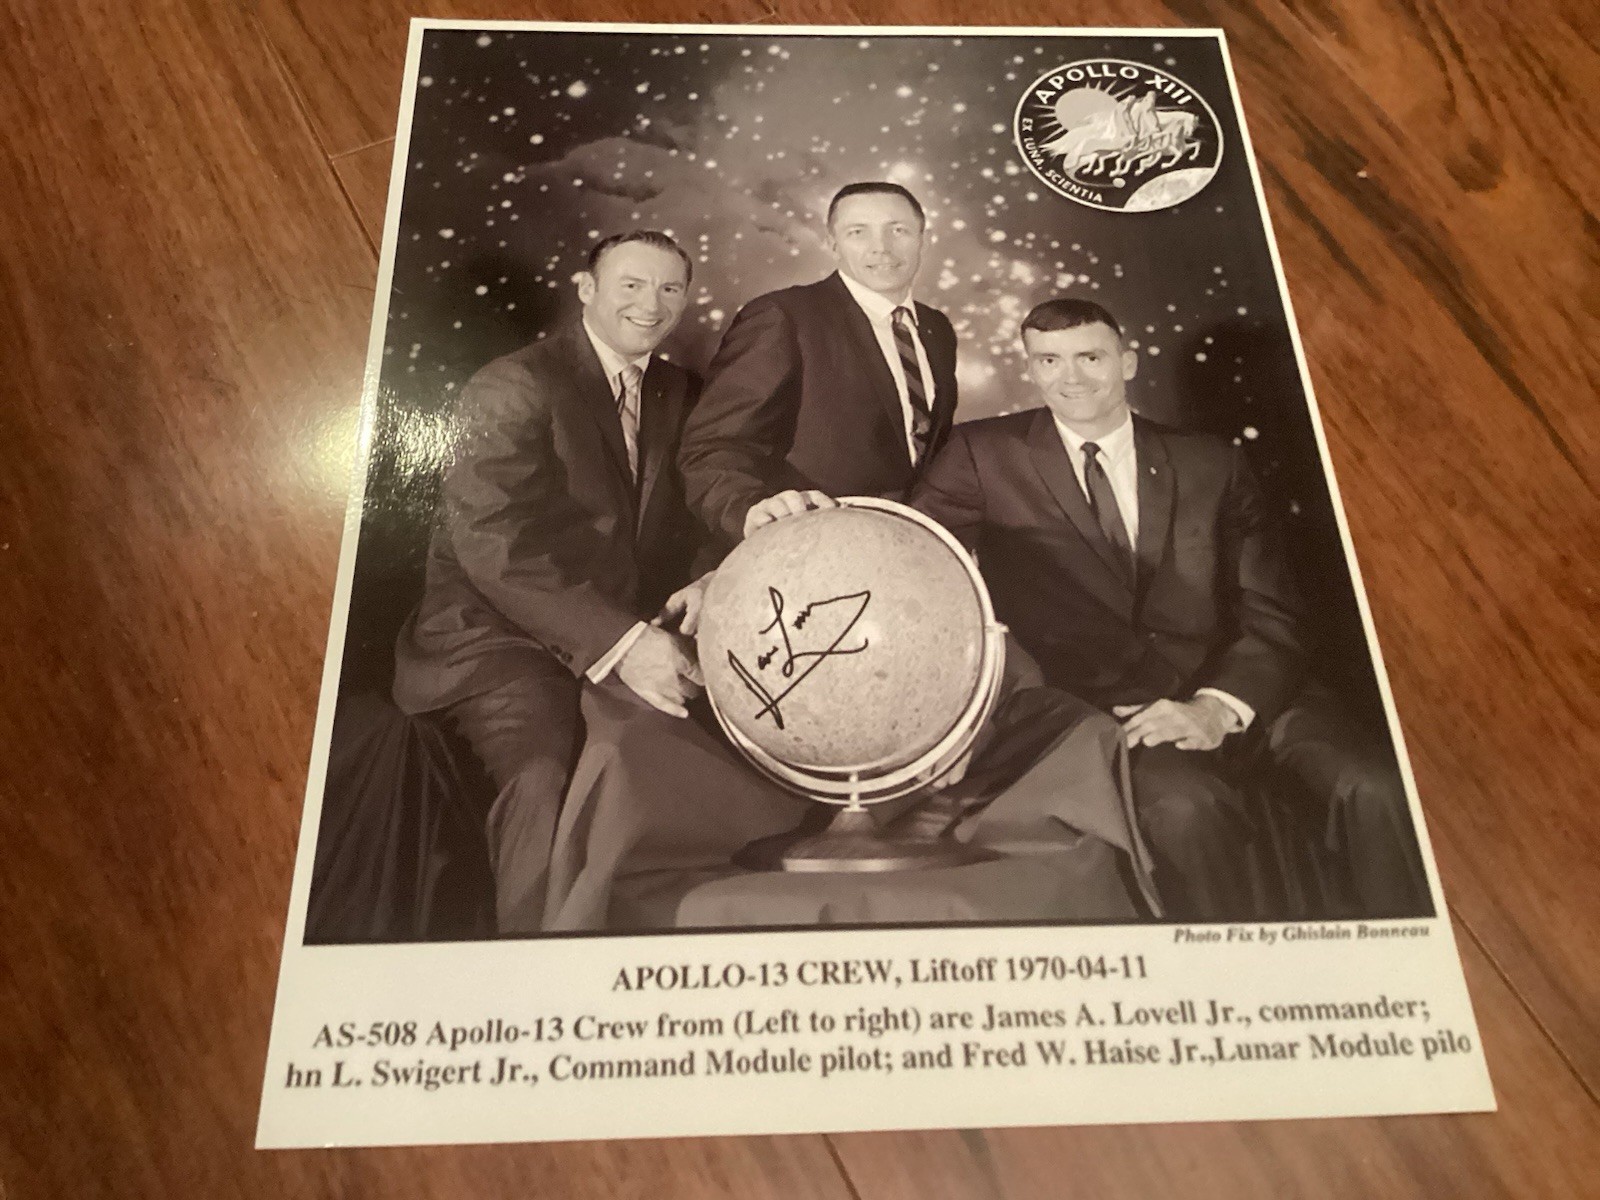 APOLLO XIII
EX LUNA, SCIENTIA
Photo Fix by Ghislain Bonneau
APOLLO-13 CREW, Liftoff 1970-04-11
AS-508 Apollo-13 Crew from (Left to right) are James A. Lovell Jr., commander;
hn L. Swigert Jr., Command Module pilot; and Fred W. Haise Jr.,Lunar Module pilo